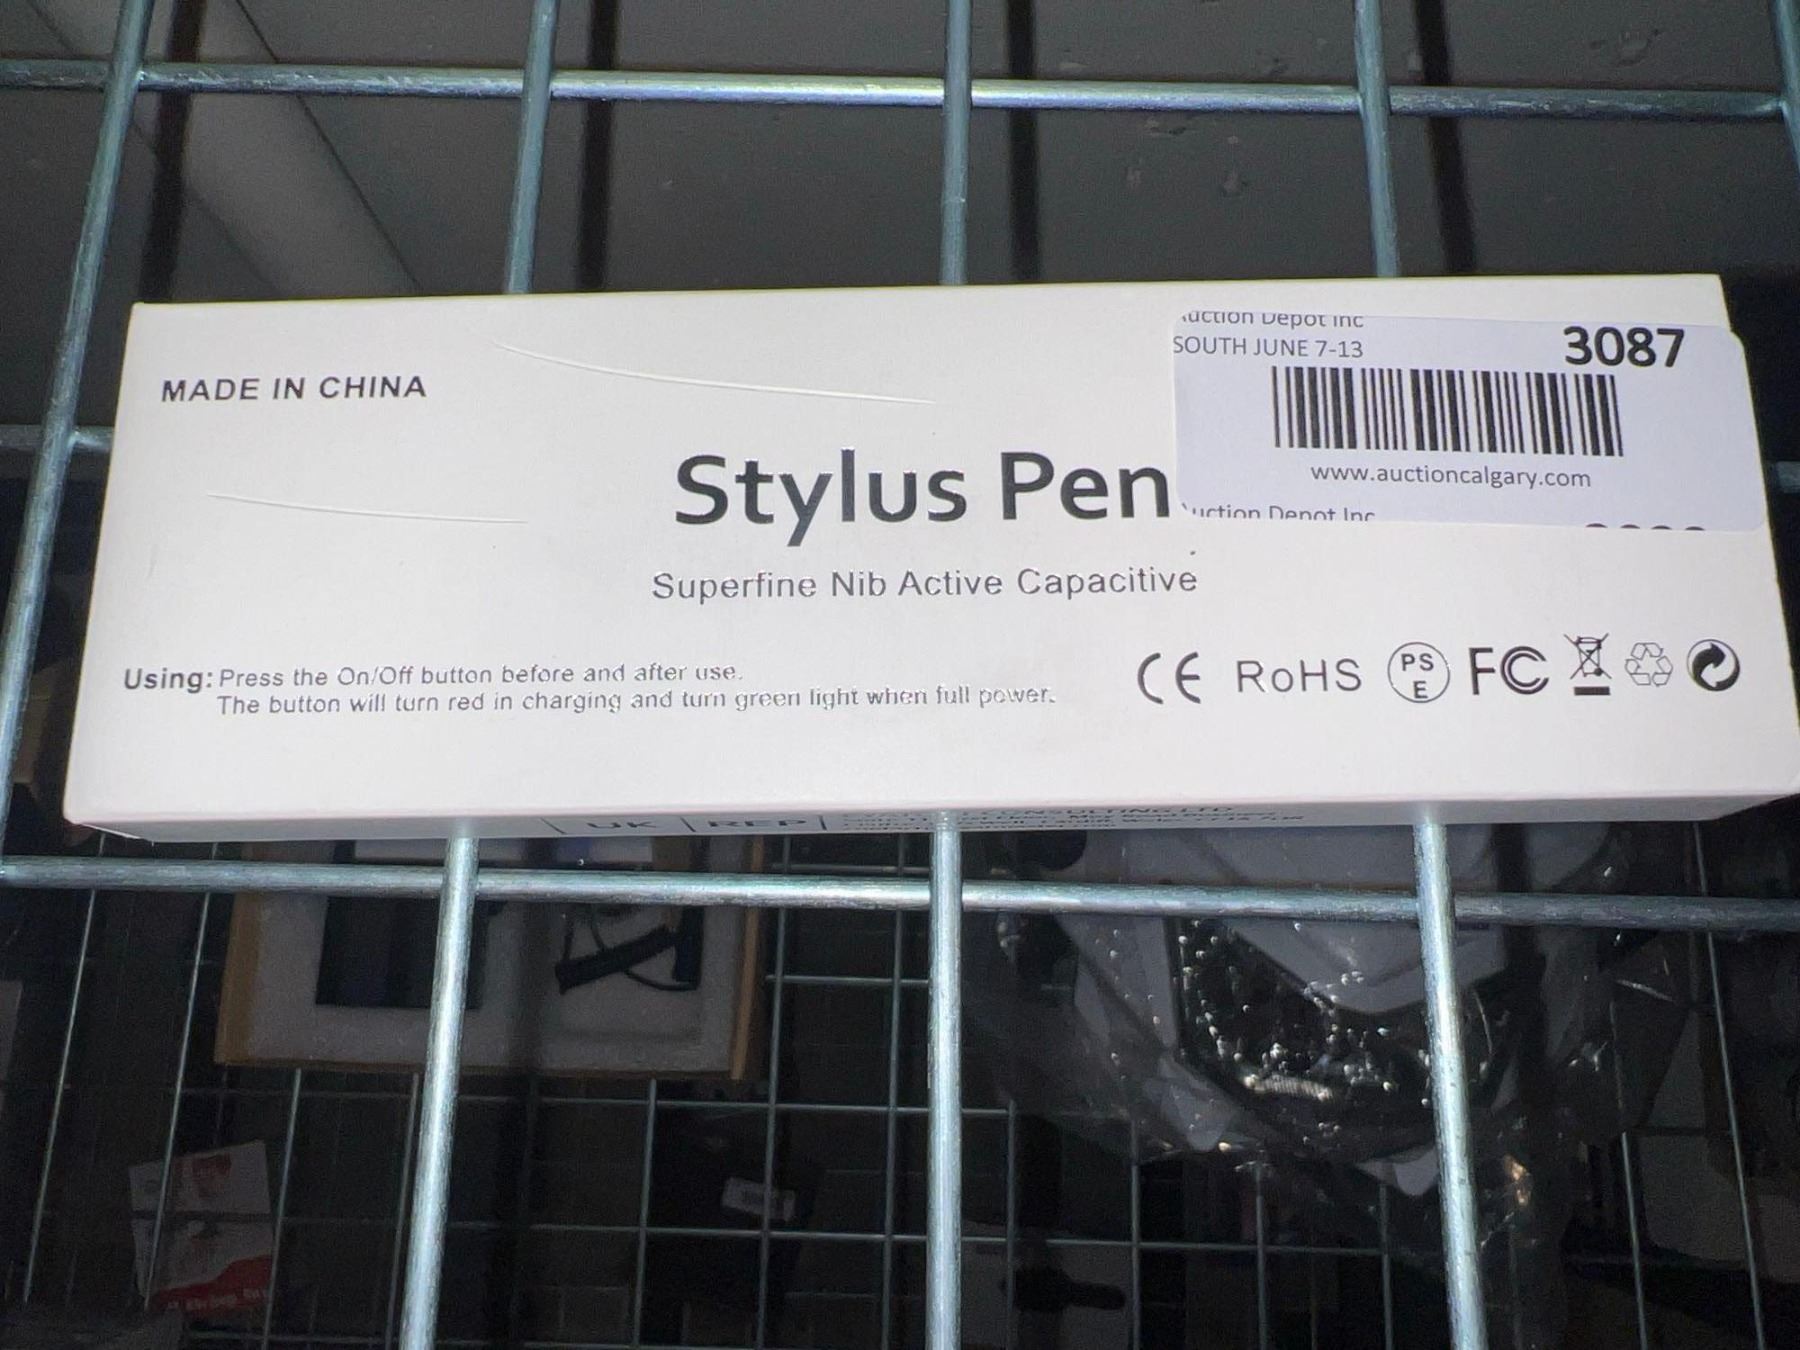 uction Depot Inc
SOUTH JUNE 7-13
3087
www.auctioncalgary.com
uction Depot Inc
MADE IN CHINA
Stylus Pen
Superfine Nib Active Capacitive
Using: Press the On/Off button before and after use.
The button will turn red in charging and turn green light when full power.
CE RoHS PS E FC
UK REP
CONSULTING LTD